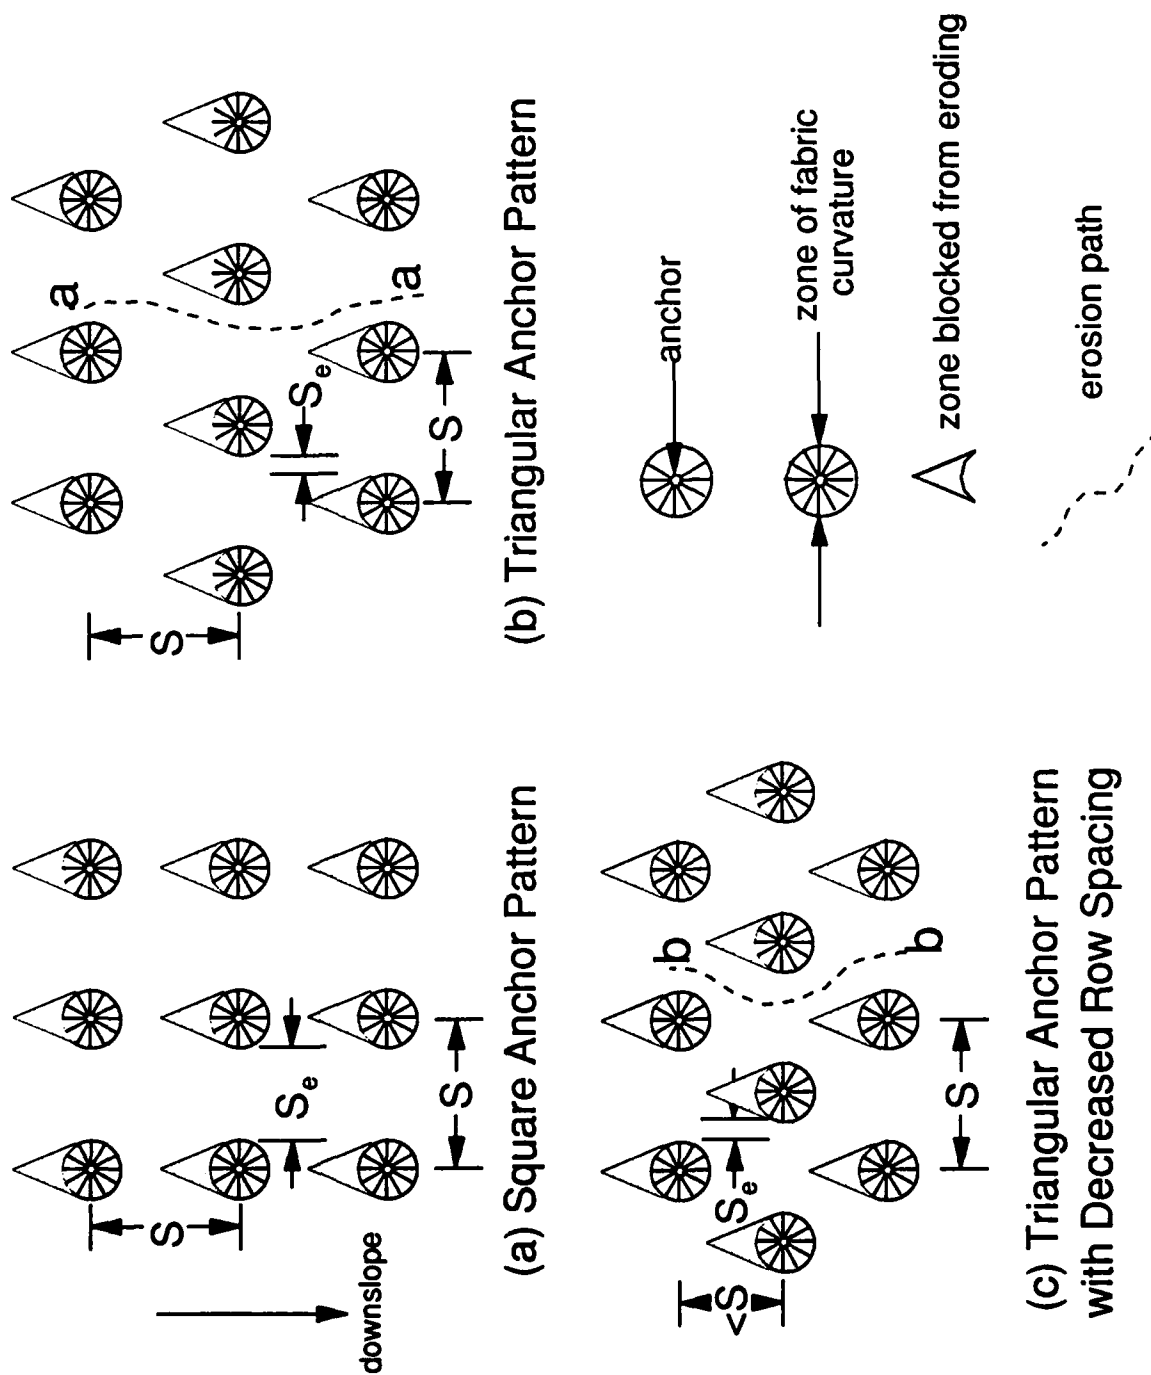 downslope
S
S
Sₑ
(a) Square Anchor Pattern
S
S
Sₑ
a
a
(b) Triangular Anchor Pattern
<S
S
Sₑ
b
b
(c) Triangular Anchor Pattern
with Decreased Row Spacing
anchor
zone of fabric
curvature
zone blocked from eroding
erosion path